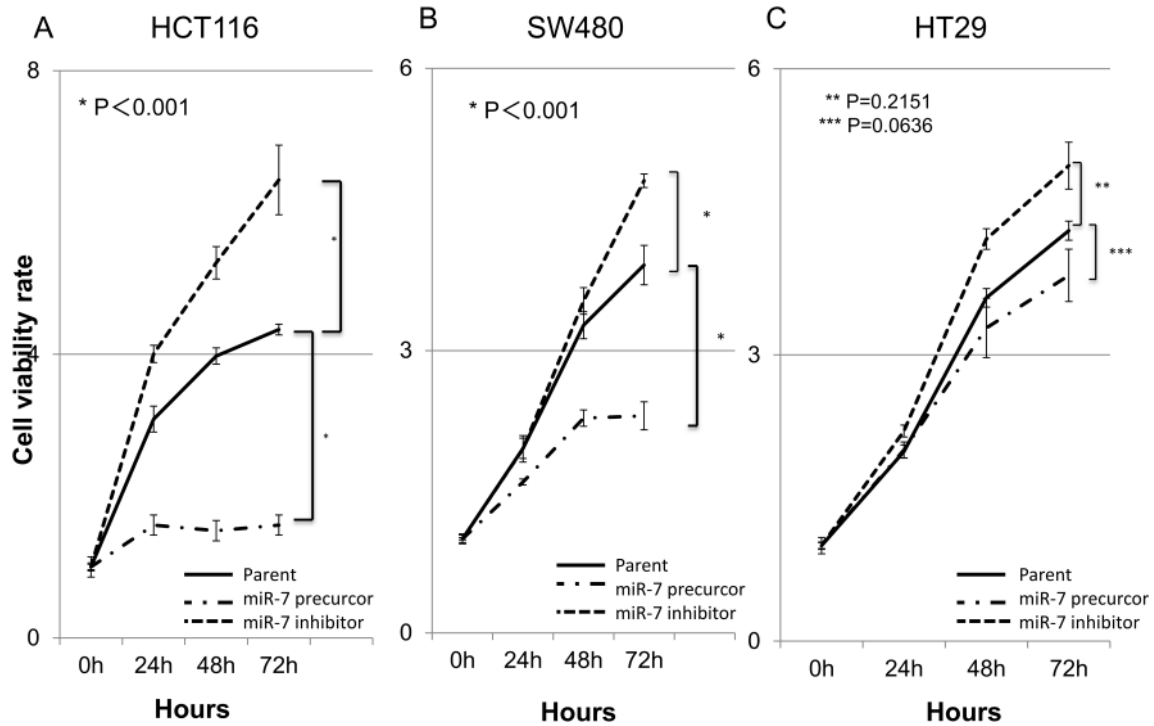 A HCT116
8
* P＜0.001
*
4
*
Cell viability rate
Parent
miR-7 precurcor
miR-7 inhibitor
0
0h 24h 48h 72h
Hours
B SW480
6
* P＜0.001
*
3
*
Parent
miR-7 precurcor
miR-7 inhibitor
0
0h 24h 48h 72h
Hours
C HT29
6
** P=0.2151
*** P=0.0636
**
***
3
Parent
miR-7 precurcor
miR-7 inhibitor
0
0h 24h 48h 72h
Hours